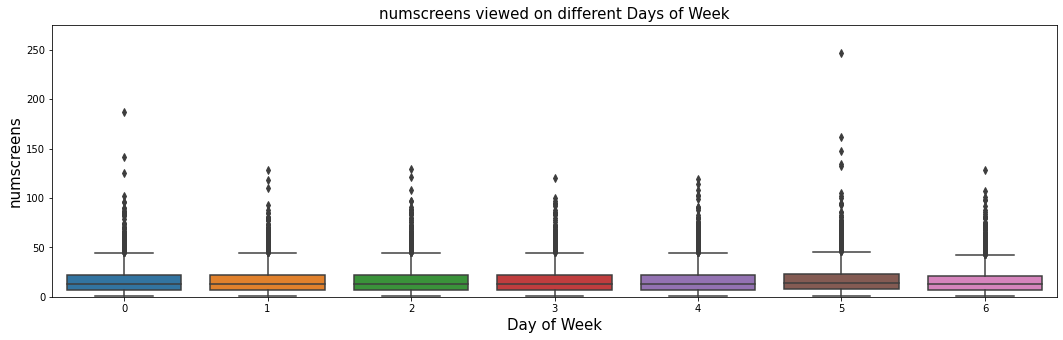 numscreens viewed on different Days of Week
numscreens
250
200
150
100
50
0
0 1 2 3 4 5 6
Day of Week